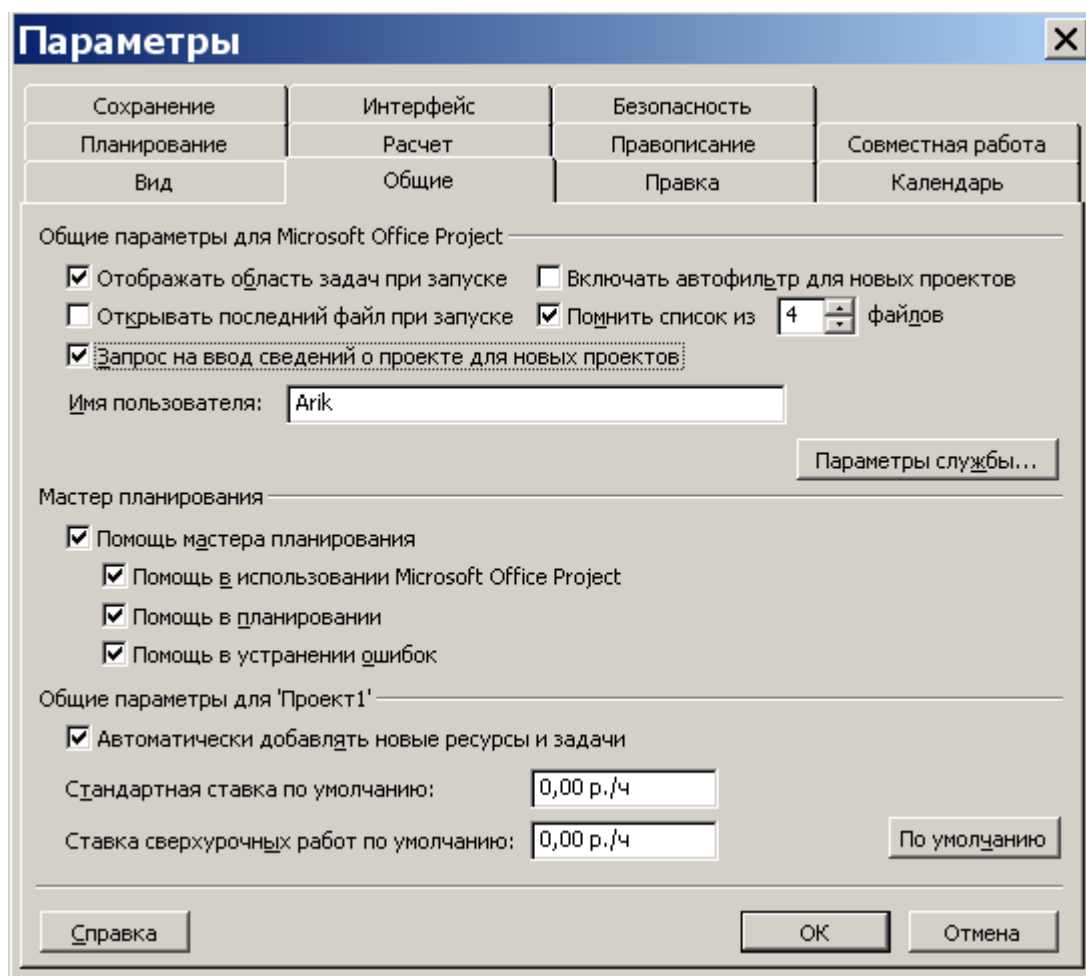 Параметры
Сохранение Интерфейс Безопасность
Планирование Расчет Правописание Совместная работа
Вид Общие Правка Календарь
Общие параметры для Microsoft Office Project
Отображать область задач при запуске Включать автофильтр для новых проектов
Открывать последний файл при запуске Помнить список из 4 файлов
Запрос на ввод сведений о проекте для новых проектов
Имя пользователя: Arik
Параметры службы...
Мастер планирования
Помощь мастера планирования
Помощь в использовании Microsoft Office Project
Помощь в планировании
Помощь в устранении ошибок
Общие параметры для 'Проект1'
Автоматически добавлять новые ресурсы и задачи
Стандартная ставка по умолчанию: 0,00 р./ч
Ставка сверхурочных работ по умолчанию: 0,00 р./ч По умолчанию
Справка ОК Отмена